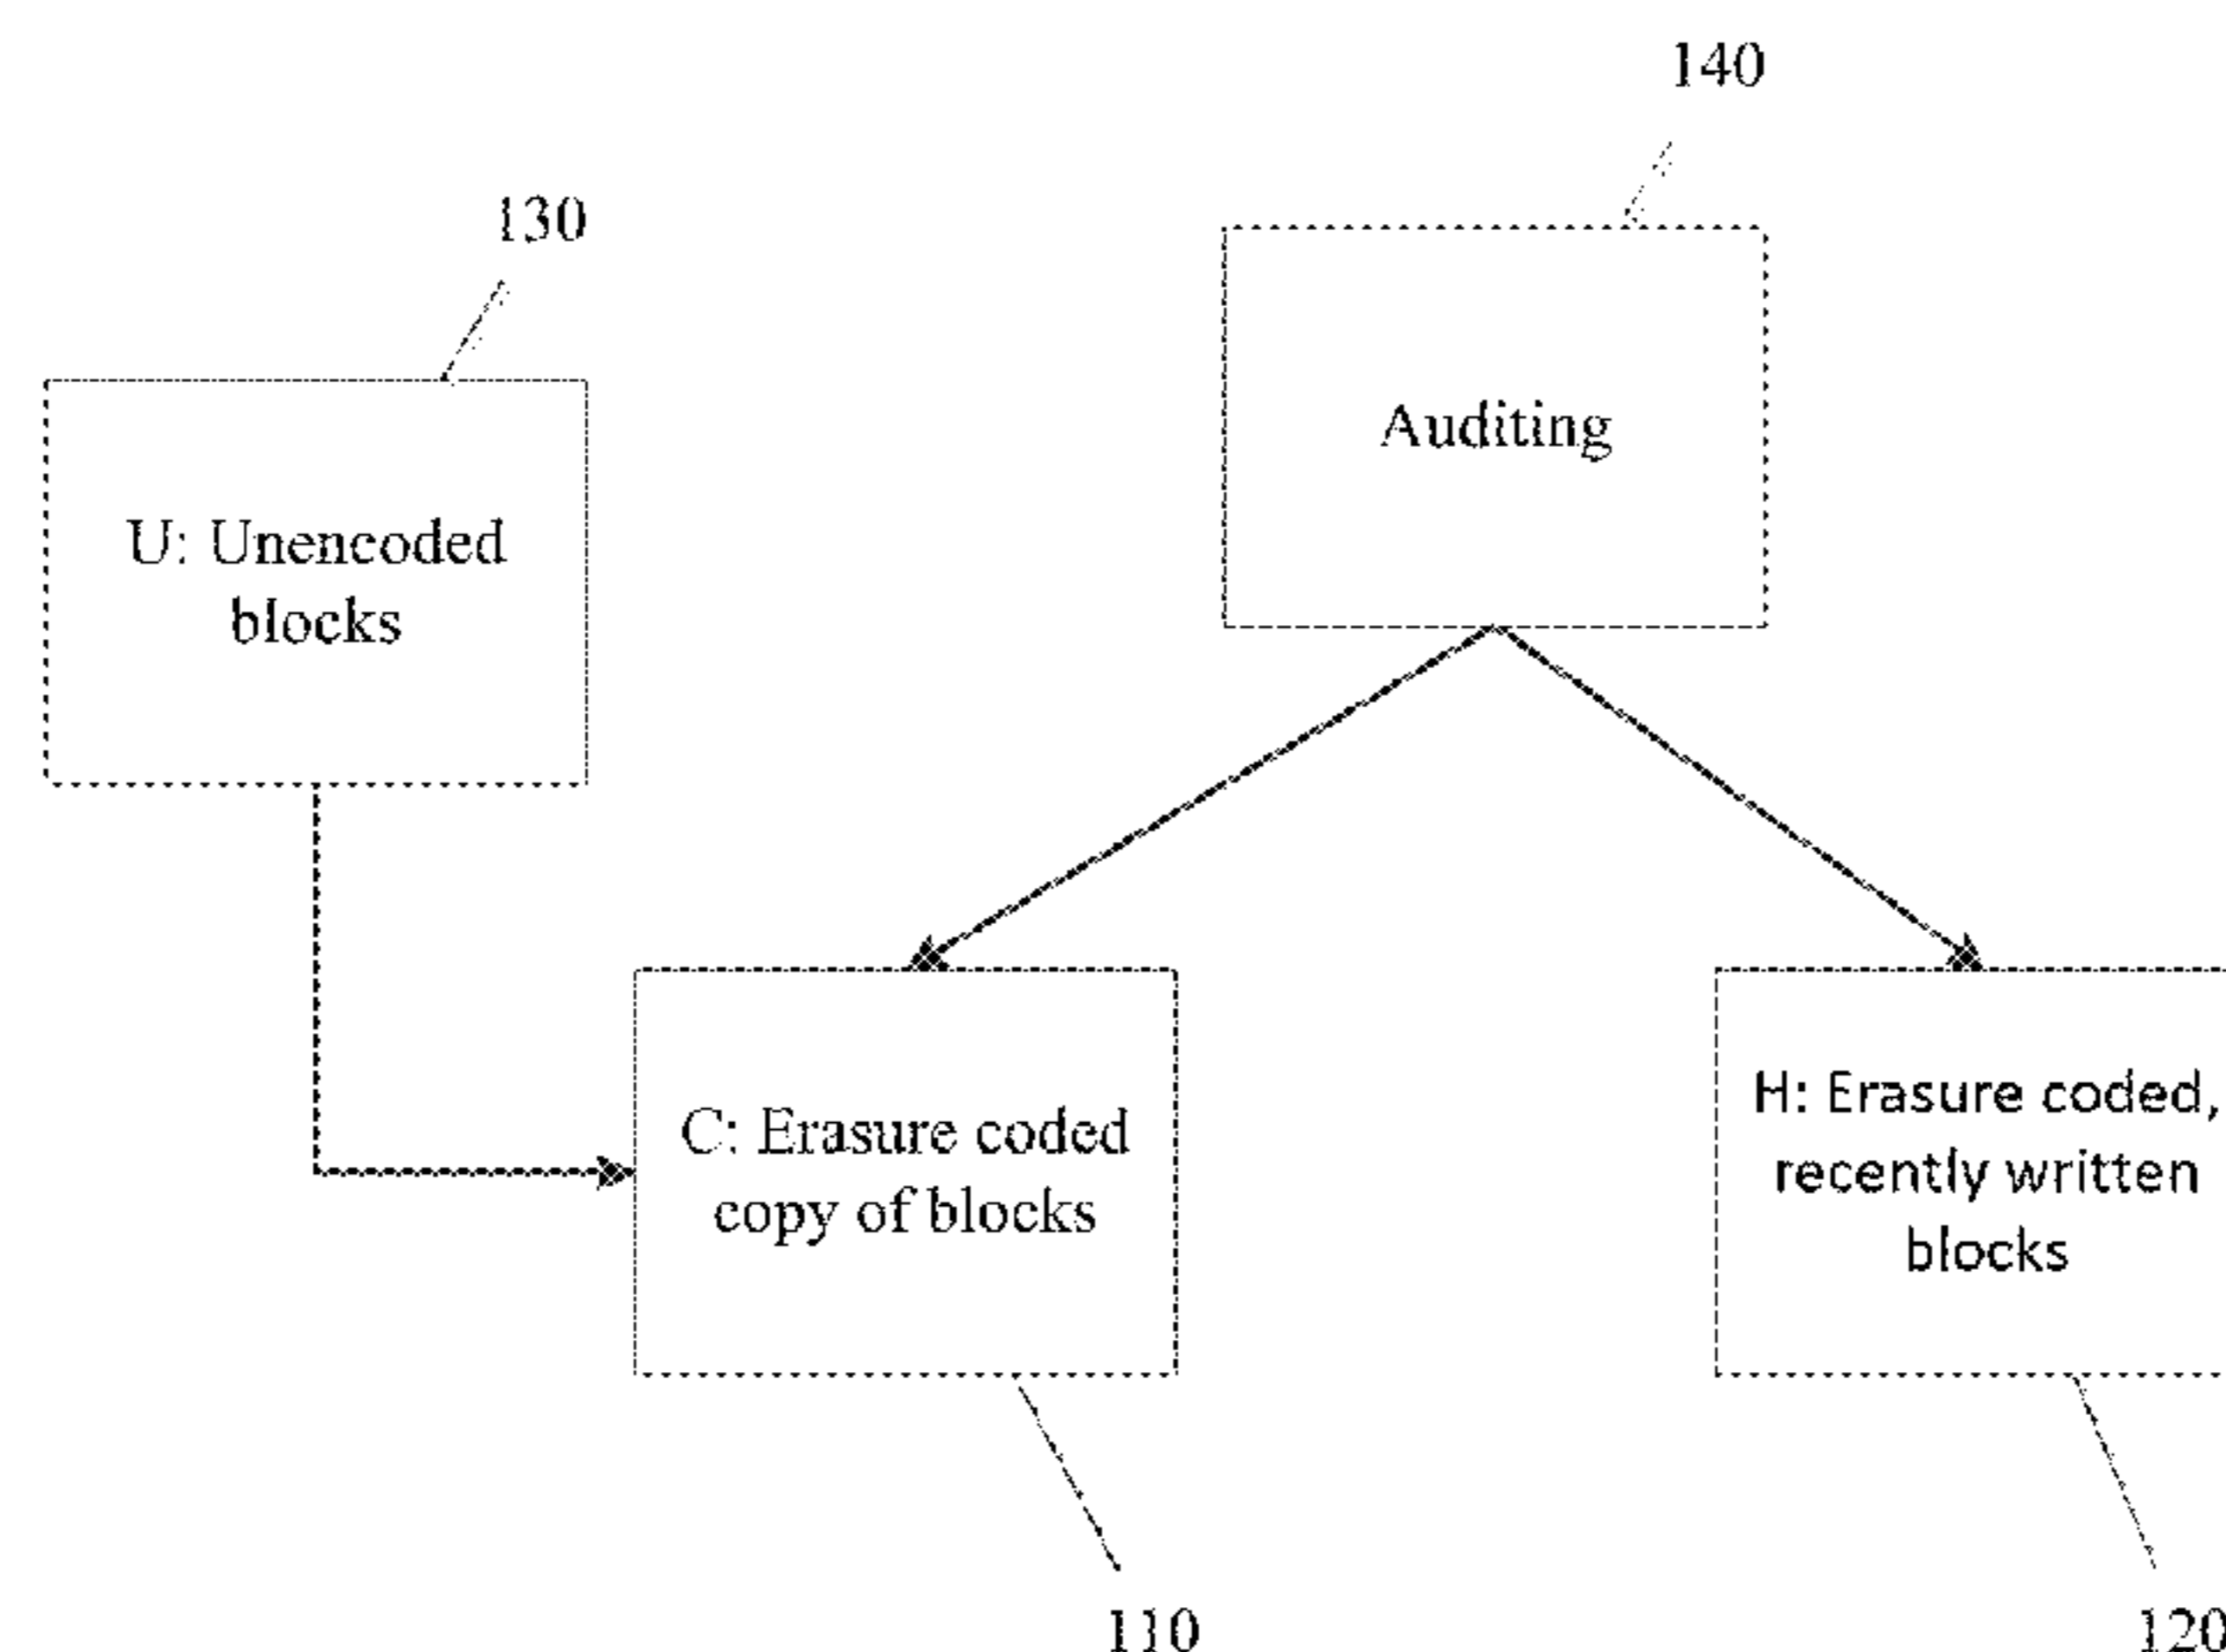 140
130
Auditing
U: Unencoded
blocks
C: Erasure coded
copy of blocks
H: Erasure coded,
recently written
blocks
110
120